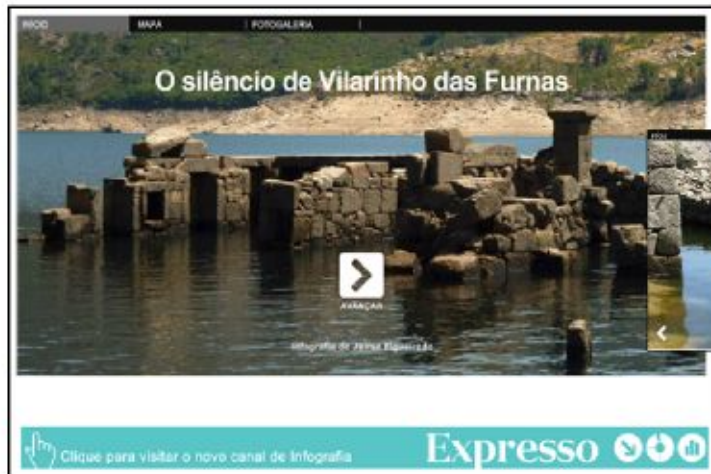 INÍCIO MAPA FOTOGALERIA
O silêncio de Vilarinho das Furnas
AVANÇAR
Infografia de Jaime Figueiredo
Clique para visitar o novo canal de Infografia
Expresso